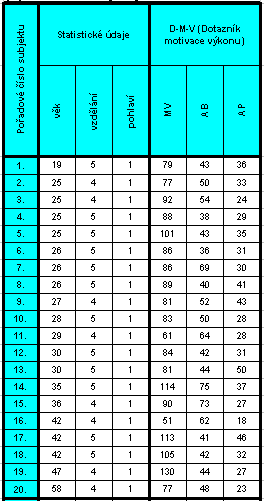 Pořadové číslo subjektu
Statistické údaje
D-M-V (Dotazník
motivace výkonu)
věk
vzdělání
pohlaví
MV
AB
AP
1. 19 5 1 79 43 36
2. 25 4 1 77 50 33
3. 25 4 1 92 54 24
4. 25 5 1 88 38 29
5. 25 5 1 101 43 35
6. 26 5 1 86 36 31
7. 26 5 1 86 69 30
8. 26 5 1 89 40 41
9. 27 4 1 81 52 43
10. 28 5 1 83 50 28
11. 29 4 1 61 64 28
12. 30 5 1 84 42 31
13. 30 5 1 81 44 50
14. 35 5 1 114 75 37
15. 36 4 1 90 73 27
16. 42 4 1 51 62 18
17. 42 5 1 113 41 46
18. 42 5 1 105 42 32
19. 47 4 1 130 44 27
20. 58 4 1 77 48 23